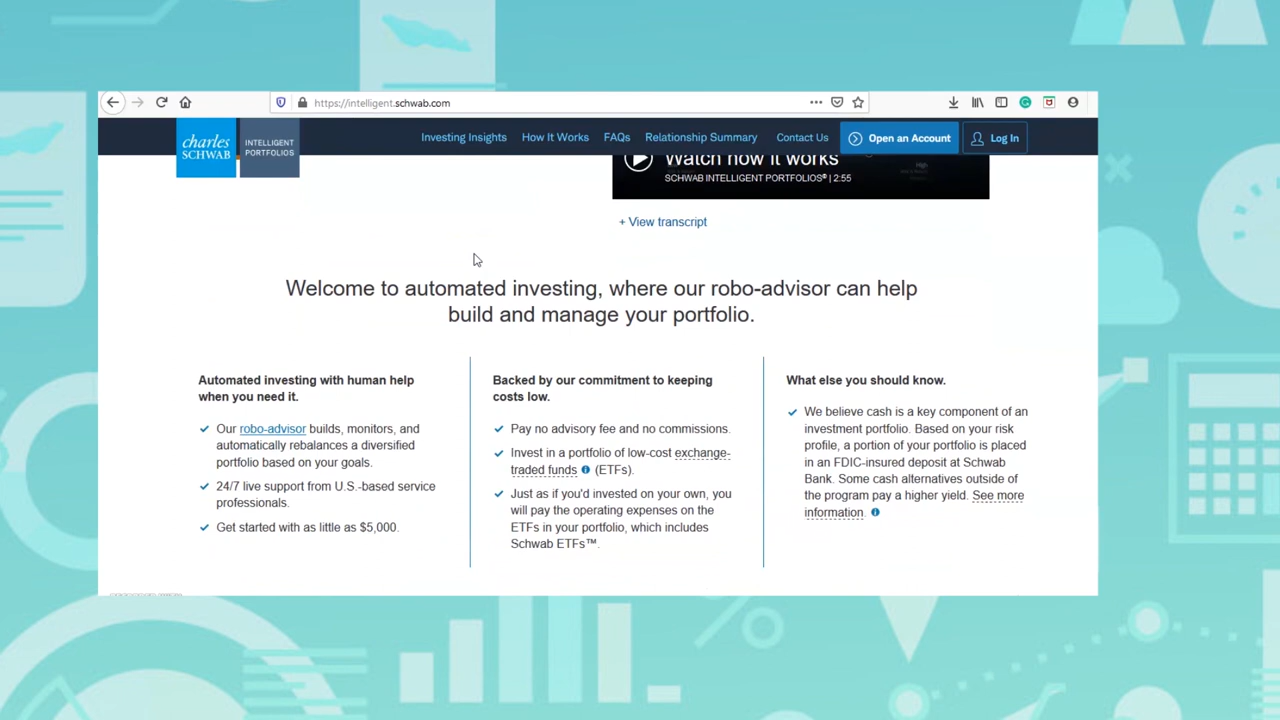 https://intelligent.schwab.com
charles SCHWAB
INTELLIGENT PORTFOLIOS
Investing Insights How It Works FAQs Relationship Summary Contact Us Open an Account Log In
Watch how it works
SCHWAB INTELLIGENT PORTFOLIOS® | 2:55
+ View transcript
Welcome to automated investing, where our robo-advisor can help
build and manage your portfolio.
Automated investing with human help
when you need it.
Our robo-advisor builds, monitors, and
automatically rebalances a diversified
portfolio based on your goals.
24/7 live support from U.S.-based service
professionals.
Get started with as little as $5,000.
Backed by our commitment to keeping
costs low.
Pay no advisory fee and no commissions.
Invest in a portfolio of low-cost exchange-
traded funds (ETFs).
Just as if you'd invested on your own, you
will pay the operating expenses on the
ETFs in your portfolio, which includes
Schwab ETFs™.
What else you should know.
We believe cash is a key component of an
investment portfolio. Based on your risk
profile, a portion of your portfolio is placed
in an FDIC-insured deposit at Schwab
Bank. Some cash alternatives outside of
the program pay a higher yield. See more
information.